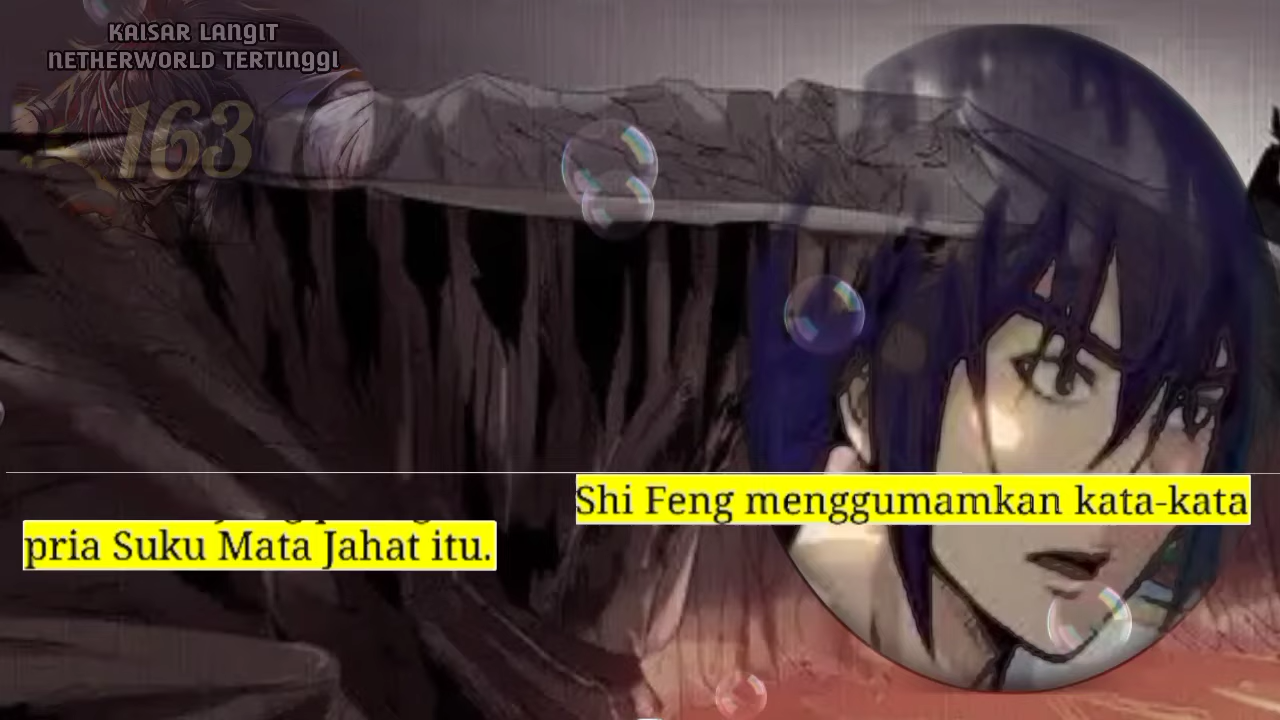 KAISAR LANGIT
NETHERWORLD TERTINGGI
163
Shi Feng menggumamkan kata-kata
pria Suku Mata Jahat itu.